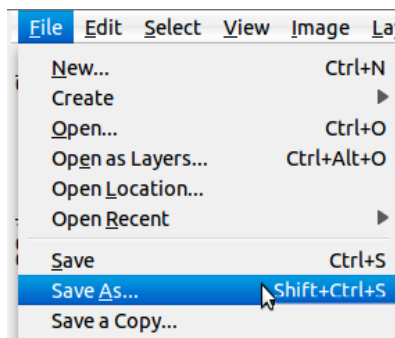 File Edit Select View Image La
New... Ctrl+N
Create
Open... Ctrl+O
Open as Layers... Ctrl+Alt+O
Open Location...
Open Recent
Save Ctrl+S
Save As... Shift+Ctrl+S
Save a Copy...